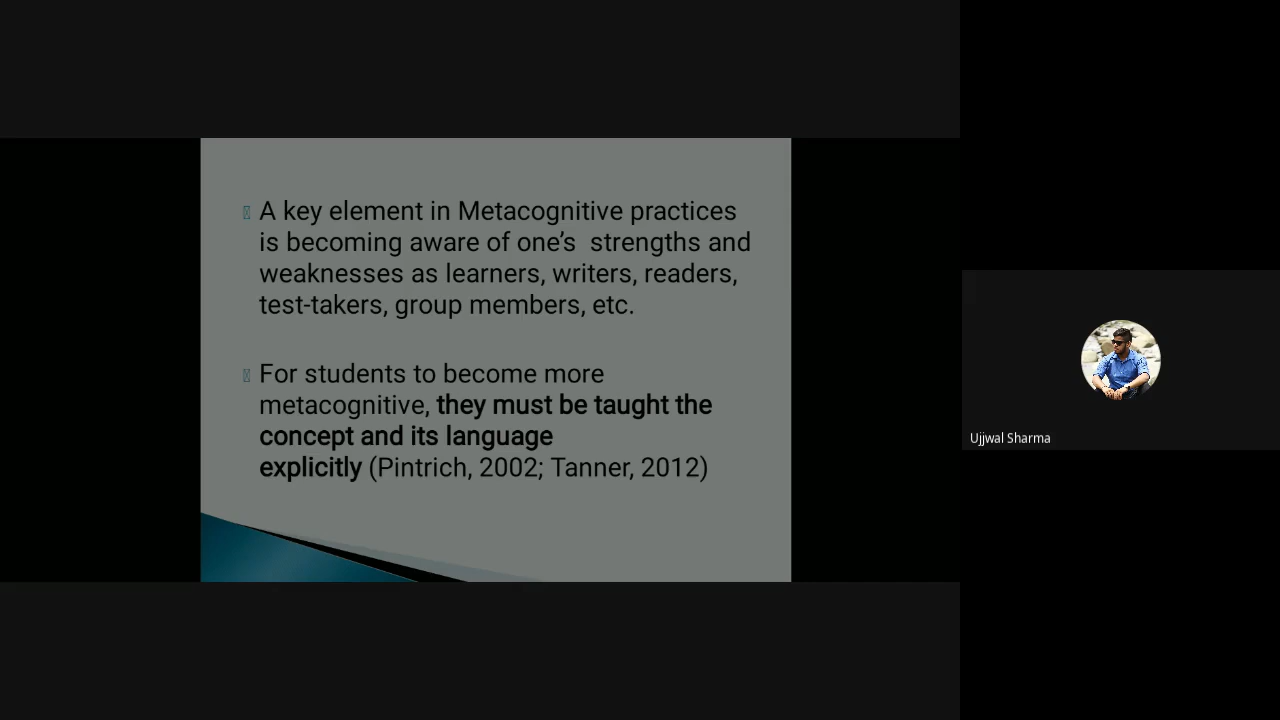 A key element in Metacognitive practices
is becoming aware of one’s  strengths and
weaknesses as learners, writers, readers,
test-takers, group members, etc.
For students to become more
metacognitive, they must be taught the
concept and its language
explicitly (Pintrich, 2002; Tanner, 2012)
Ujjwal Sharma